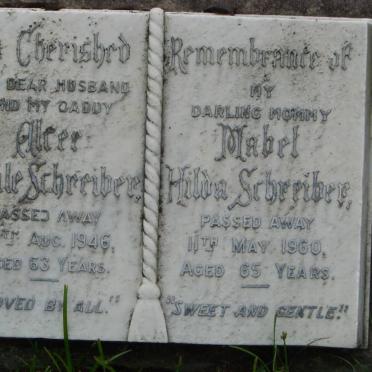 Cherished
DEAR HUSBAND
AND MY DADDY
Schreiber,
PASSED AWAY
AUG. 1946,
AGED 63 YEARS.
LOVED BY ALL."
Remembrance of
MY
DARLING MOMMY
Mabel
Hilda Schreiber,
PASSED AWAY
11TH MAY 1960,
AGED 65 YEARS.
"SWEET AND GENTLE."